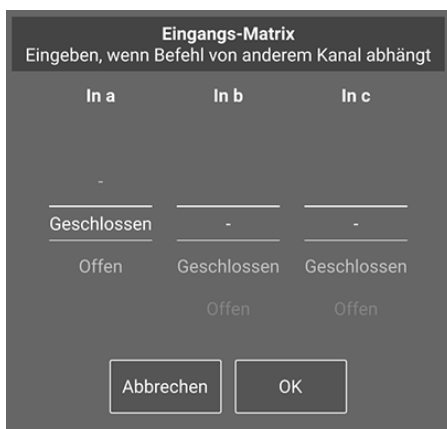 Eingangs-Matrix
Eingeben, wenn Befehl von anderem Kanal abhängt
In a In b In c
-
Geschlossen - -
Offen Geschlossen Geschlossen
Offen Offen
Abbrechen OK